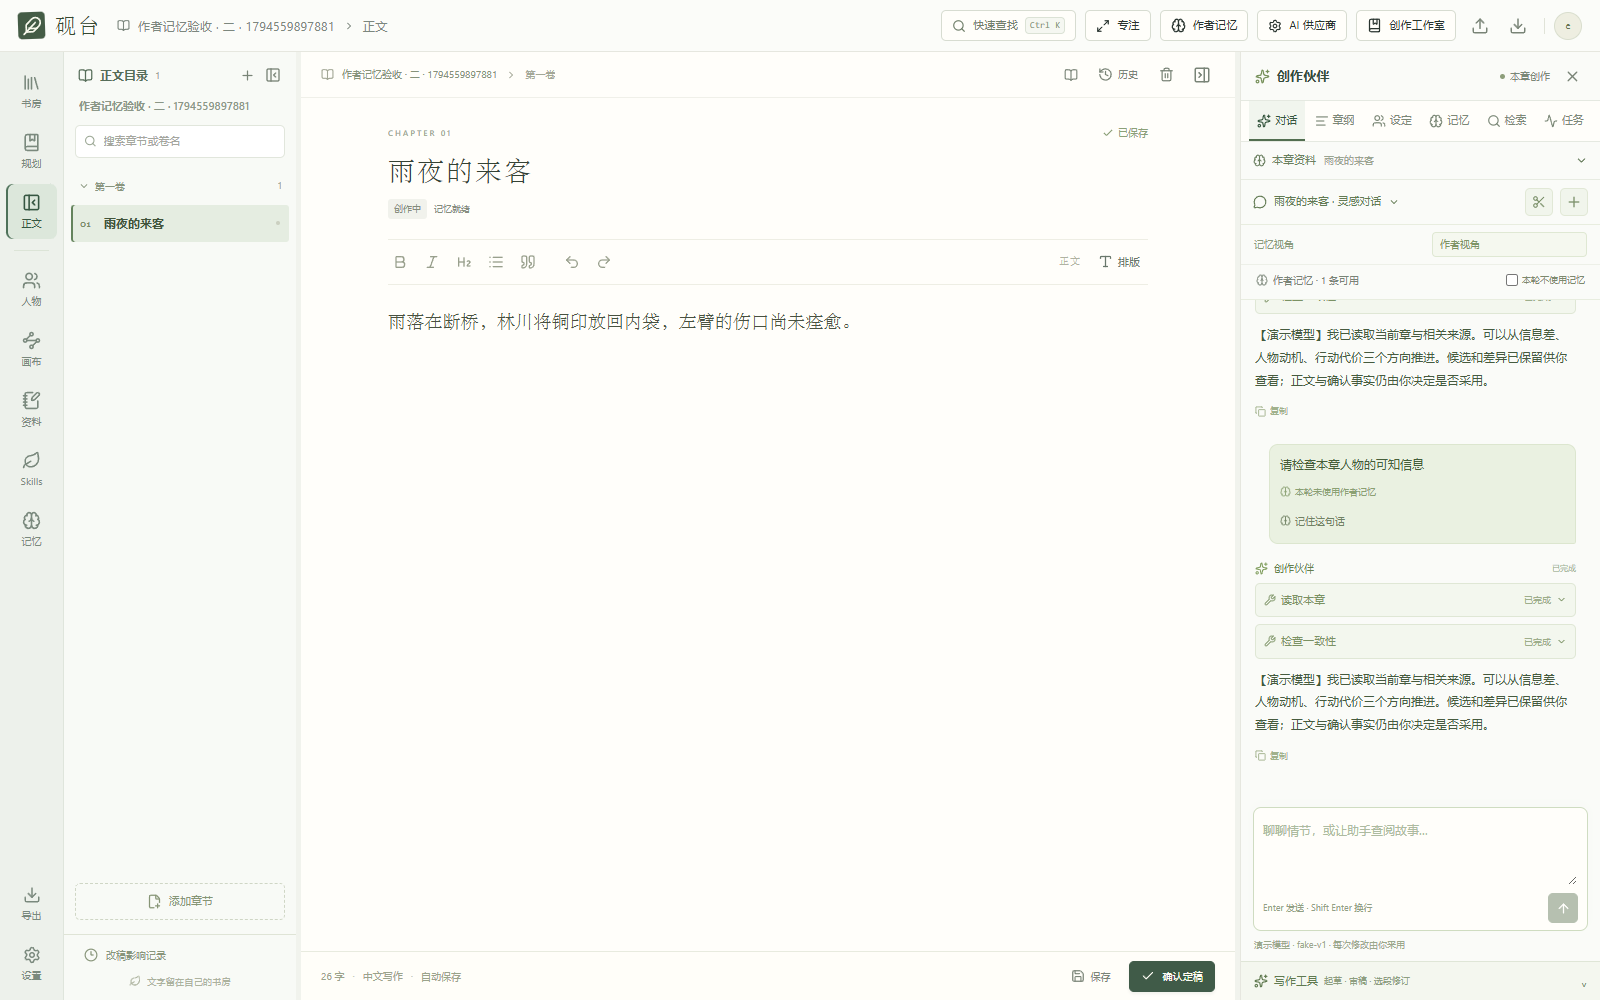 砚台
作者记忆验收 · 二 · 1794559897881 › 正文
快速查找 Ctrl K
专注
作者记忆
AI 供应商
创作工作室
e
书房
规划
正文
人物
画布
资料
Skills
记忆
导出
设置
正文目录 1
作者记忆验收 · 二 · 1794559897881
搜索章节或卷名
第一卷 1
01 雨夜的来客
添加章节
改稿影响记录
文字留在自己的书房
作者记忆验收 · 二 · 1794559897881 › 第一卷
历史
CHAPTER 01
已保存
雨夜的来客
创作中 记忆就绪
B I H2
正文 排版
雨落在断桥，林川将铜印放回内袋，左臂的伤口尚未痊愈。
26 字 · 中文写作 · 自动保存
保存
确认定稿
创作伙伴
本章创作
对话 章纲 设定 记忆 检索 任务
本章资料 雨夜的来客
雨夜的来客 · 灵感对话
记忆视角 作者视角
作者记忆 · 1 条可用 本轮不使用记忆
【演示模型】我已读取当前章与相关来源。可以从信息差、
人物动机、行动代价三个方向推进。候选和差异已保留供你
查看；正文与确认事实仍由你决定是否采用。
复制
请检查本章人物的可知信息
本轮未使用作者记忆
记住这句话
创作伙伴 已完成
读取本章 已完成
检查一致性 已完成
【演示模型】我已读取当前章与相关来源。可以从信息差、
人物动机、行动代价三个方向推进。候选和差异已保留供你
查看；正文与确认事实仍由你决定是否采用。
复制
聊聊情节，或让助手查阅故事...
Enter 发送 · Shift Enter 换行
演示模型 · fake-v1 · 每次修改由你采用
写作工具 起草 · 审稿 · 选段修订